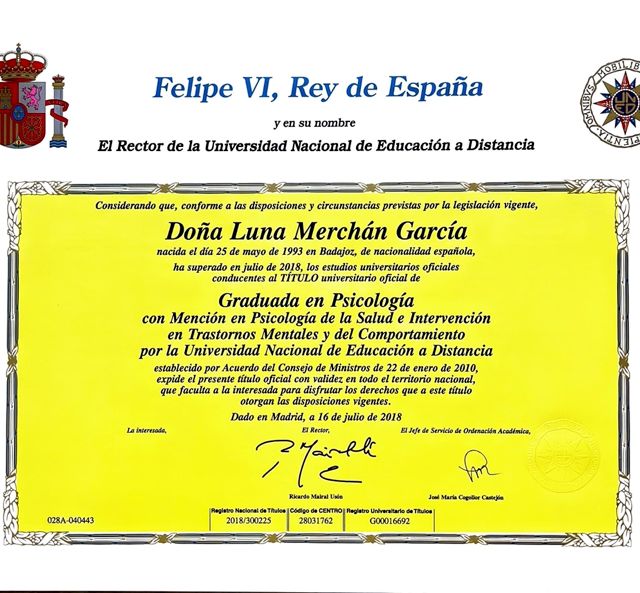 Felipe VI, Rey de España
y en su nombre
El Rector de la Universidad Nacional de Educación a Distancia
Considerando que, conforme a las disposiciones y circunstancias previstas por la legislación vigente,
Doña Luna Merchán García
nacida el día 25 de mayo de 1993 en Badajoz, de nacionalidad española,
ha superado en julio de 2018, los estudios universitarios oficiales
conducentes al TÍTULO universitario oficial de
Graduada en Psicología
con Mención en Psicología de la Salud e Intervención
en Trastornos Mentales y del Comportamiento
por la Universidad Nacional de Educación a Distancia
establecido por Acuerdo del Consejo de Ministros de 22 de enero de 2010,
expide el presente título oficial con validez en todo el territorio nacional,
que faculta a la interesada para disfrutar los derechos que a este título
otorgan las disposiciones vigentes.
Dado en Madrid, a 16 de julio de 2018
La interesada, El Rector, El Jefe de Servicio de Ordenación Académica,
Ricardo Mairal Usón José María Cogollor Castejón
Registro Nacional de Títulos Código de CENTRO Registro Universitario de Títulos
028A-040443 2018/300225 28031762 G00016692